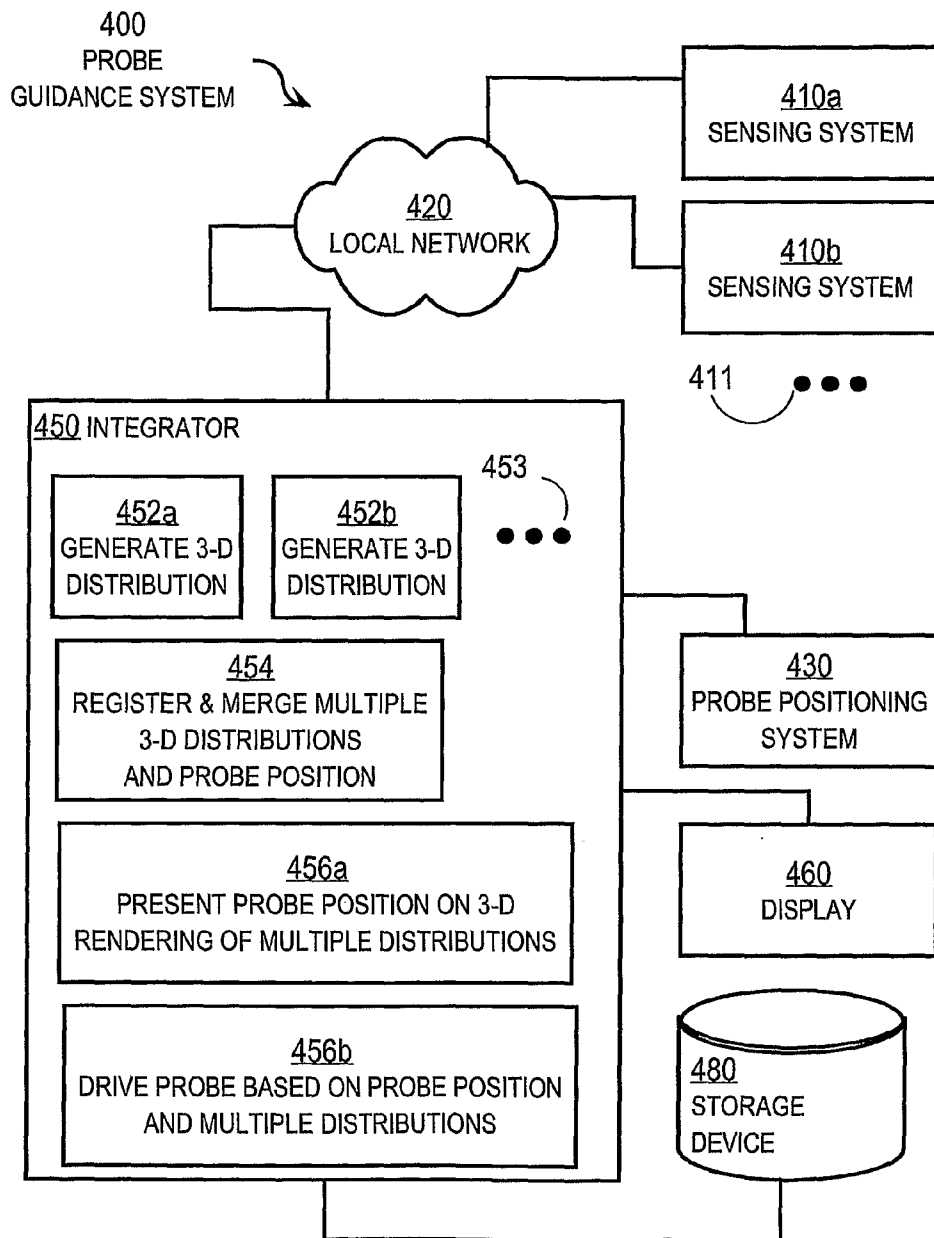 400
PROBE
GUIDANCE SYSTEM
410a
SENSING SYSTEM
420
LOCAL NETWORK
410b
SENSING SYSTEM
411
450 INTEGRATOR
453
452a
GENERATE 3-D
DISTRIBUTION
452b
GENERATE 3-D
DISTRIBUTION
454
REGISTER & MERGE MULTIPLE
3-D DISTRIBUTIONS
AND PROBE POSITION
430
PROBE POSITIONING
SYSTEM
456a
PRESENT PROBE POSITION ON 3-D
RENDERING OF MULTIPLE DISTRIBUTIONS
460
DISPLAY
456b
DRIVE PROBE BASED ON PROBE POSITION
AND MULTIPLE DISTRIBUTIONS
480
STORAGE
DEVICE